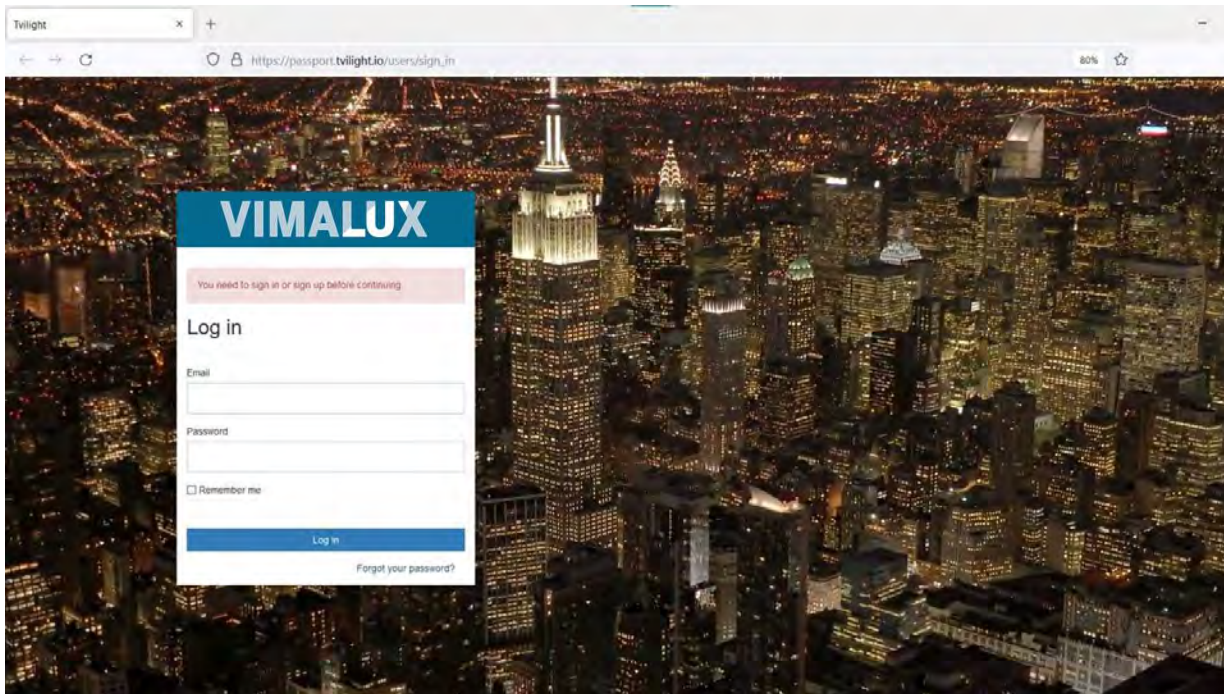 Tvilight
https://passport.tvilight.io/users/sign_in
80%
VIMALUX
You need to sign in or sign up before continuing.
Log in
Email
Password
Remember me
Log in
Forgot your password?